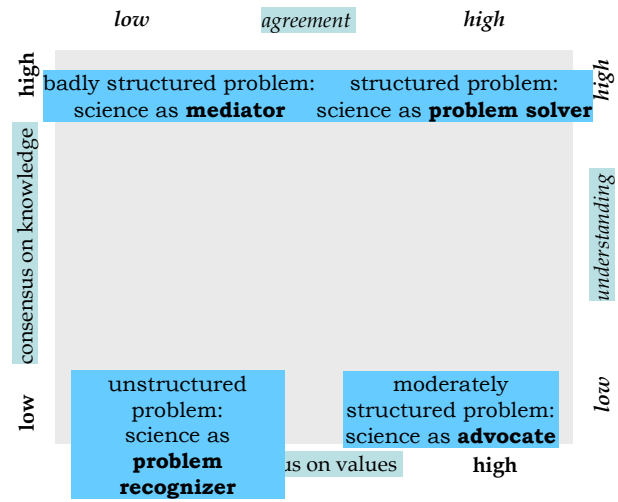 low agreement high
high
badly structured problem:
science as mediator
structured problem:
science as problem solver
high
consensus on knowledge
understanding
low
unstructured
problem:
science as
problem
recognizer
moderately
structured problem:
science as advocate
low
on values
high